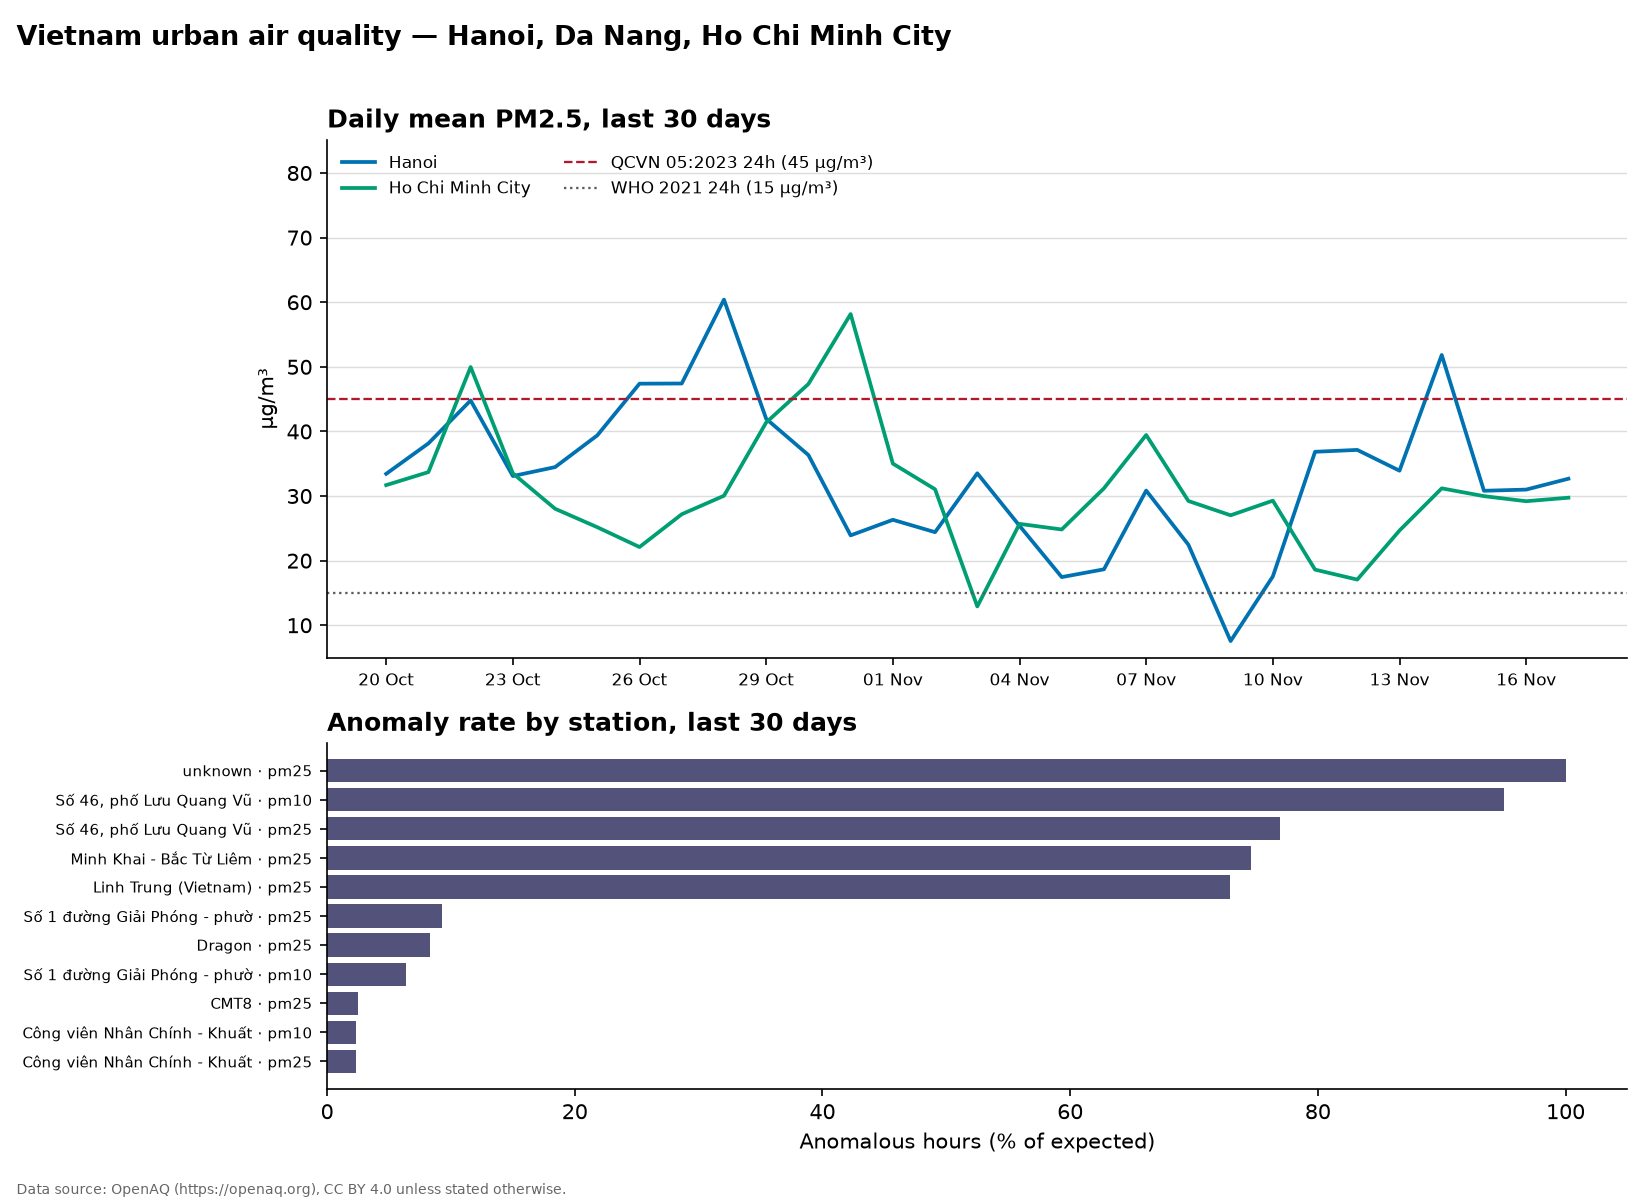 Vietnam urban air quality — Hanoi, Da Nang, Ho Chi Minh City
Daily mean PM2.5, last 30 days
Hanoi
Ho Chi Minh City
QCVN 05:2023 24h (45 µg/m³)
WHO 2021 24h (15 µg/m³)
µg/m³
80
70
60
50
40
30
20
10
20 Oct 23 Oct 26 Oct 29 Oct 01 Nov 04 Nov 07 Nov 10 Nov 13 Nov 16 Nov
Anomaly rate by station, last 30 days
unknown · pm25
Số 46, phố Lưu Quang Vũ · pm10
Số 46, phố Lưu Quang Vũ · pm25
Minh Khai - Bắc Từ Liêm · pm25
Linh Trung (Vietnam) · pm25
Số 1 đường Giải Phóng - phườ · pm25
Dragon · pm25
Số 1 đường Giải Phóng - phườ · pm10
CMT8 · pm25
Công viên Nhân Chính - Khuất · pm10
Công viên Nhân Chính - Khuất · pm25
0 20 40 60 80 100
Anomalous hours (% of expected)
Data source: OpenAQ (https://openaq.org), CC BY 4.0 unless stated otherwise.